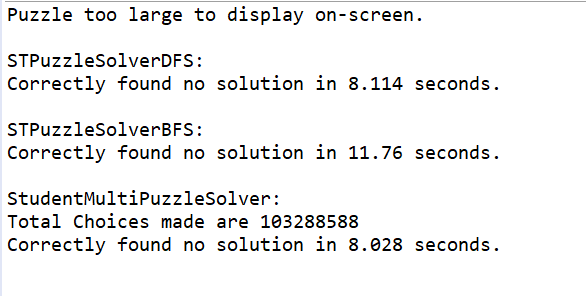 Puzzle too large to display on-screen.
STPuzzleSolverDFS:
Correctly found no solution in 8.114 seconds.
STPuzzleSolverBFS:
Correctly found no solution in 11.76 seconds.
StudentMultiPuzzleSolver:
Total Choices made are 103288588
Correctly found no solution in 8.028 seconds.